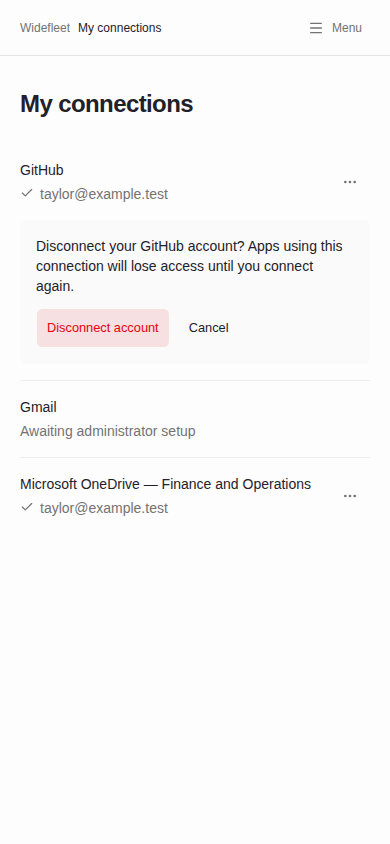 Widefleet My connections
Menu
My connections
GitHub
taylor@example.test
Disconnect your GitHub account? Apps using this
connection will lose access until you connect
again.
Disconnect account
Cancel
Gmail
Awaiting administrator setup
Microsoft OneDrive — Finance and Operations
taylor@example.test